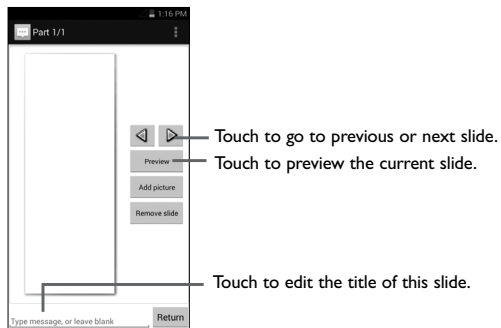 1:16 PM
Part 1/1
Touch to go to previous or next slide.
Preview
Touch to preview the current slide.
Add picture
Remove slide
Touch to edit the title of this slide.
Type message, or leave blank
Return